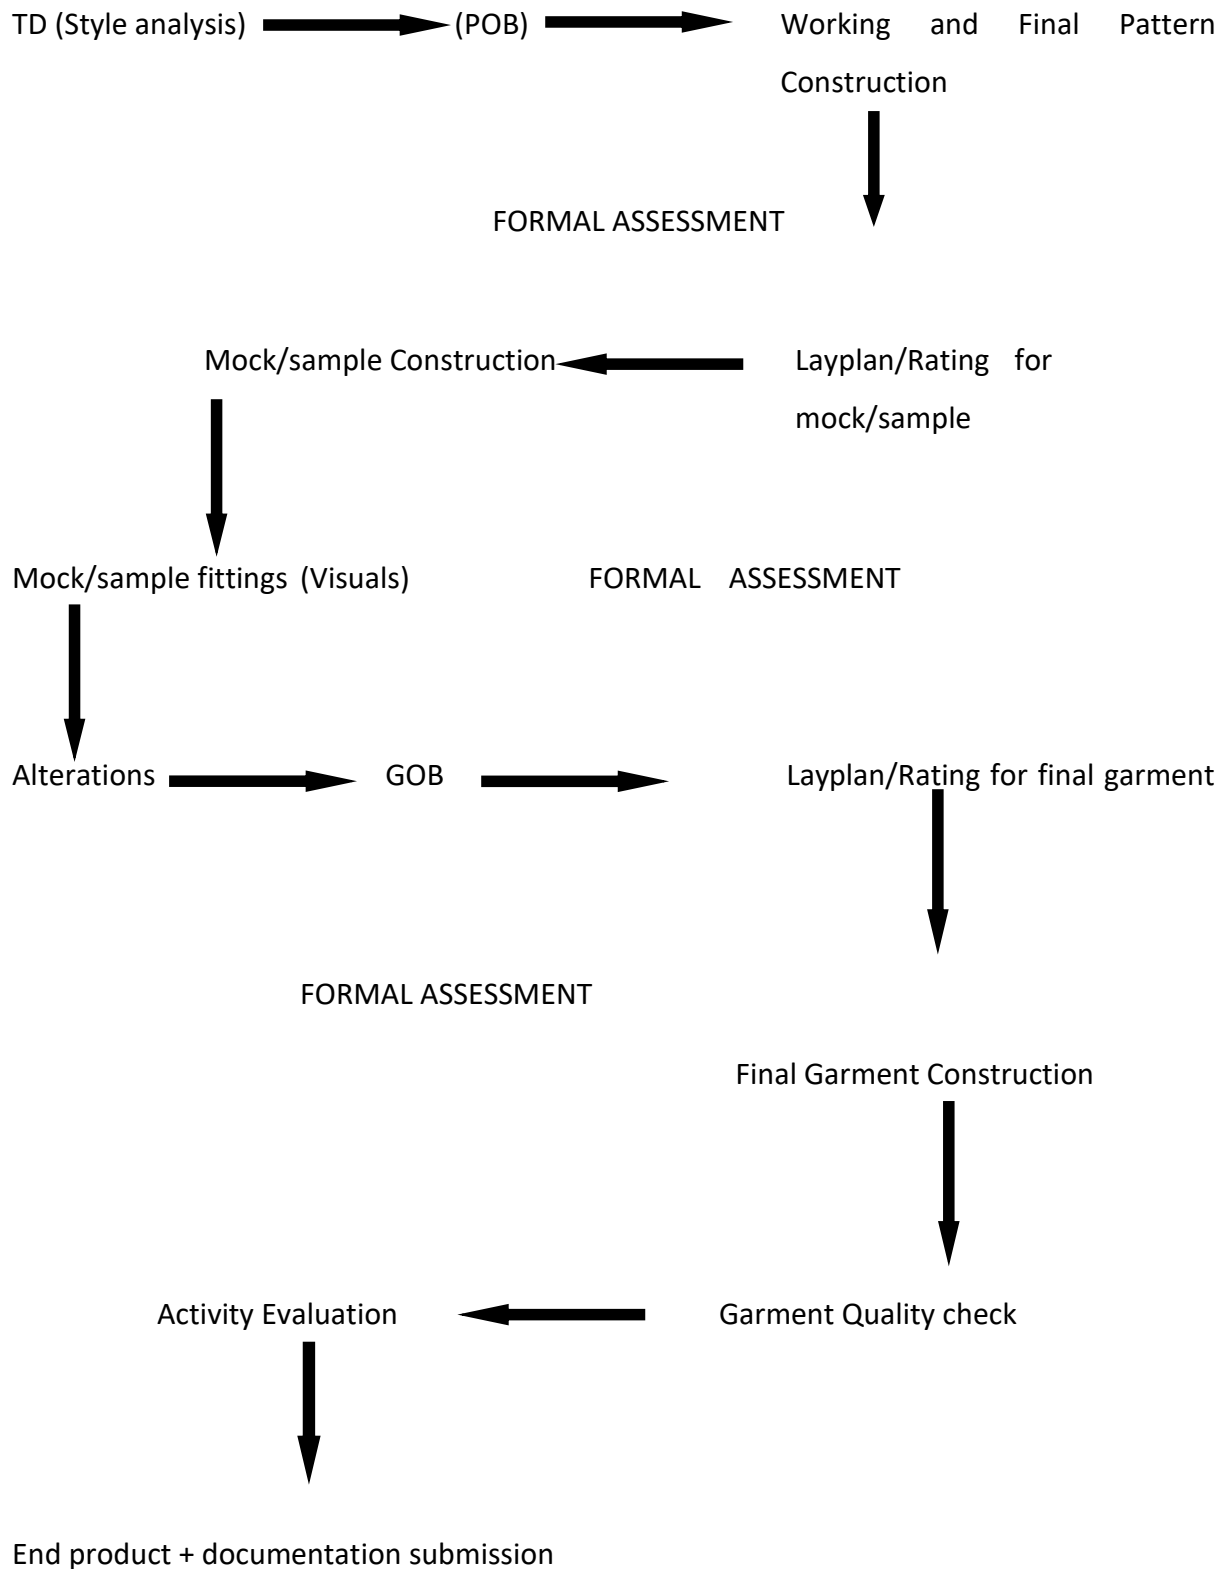 TD (Style analysis) (POB) Working and Final Pattern
Construction
FORMAL ASSESSMENT
Mock/sample Construction Layplan/Rating for
mock/sample
Mock/sample fittings (Visuals) FORMAL ASSESSMENT
Alterations GOB Layplan/Rating for final garment
FORMAL ASSESSMENT
Final Garment Construction
Activity Evaluation Garment Quality check
End product + documentation submission